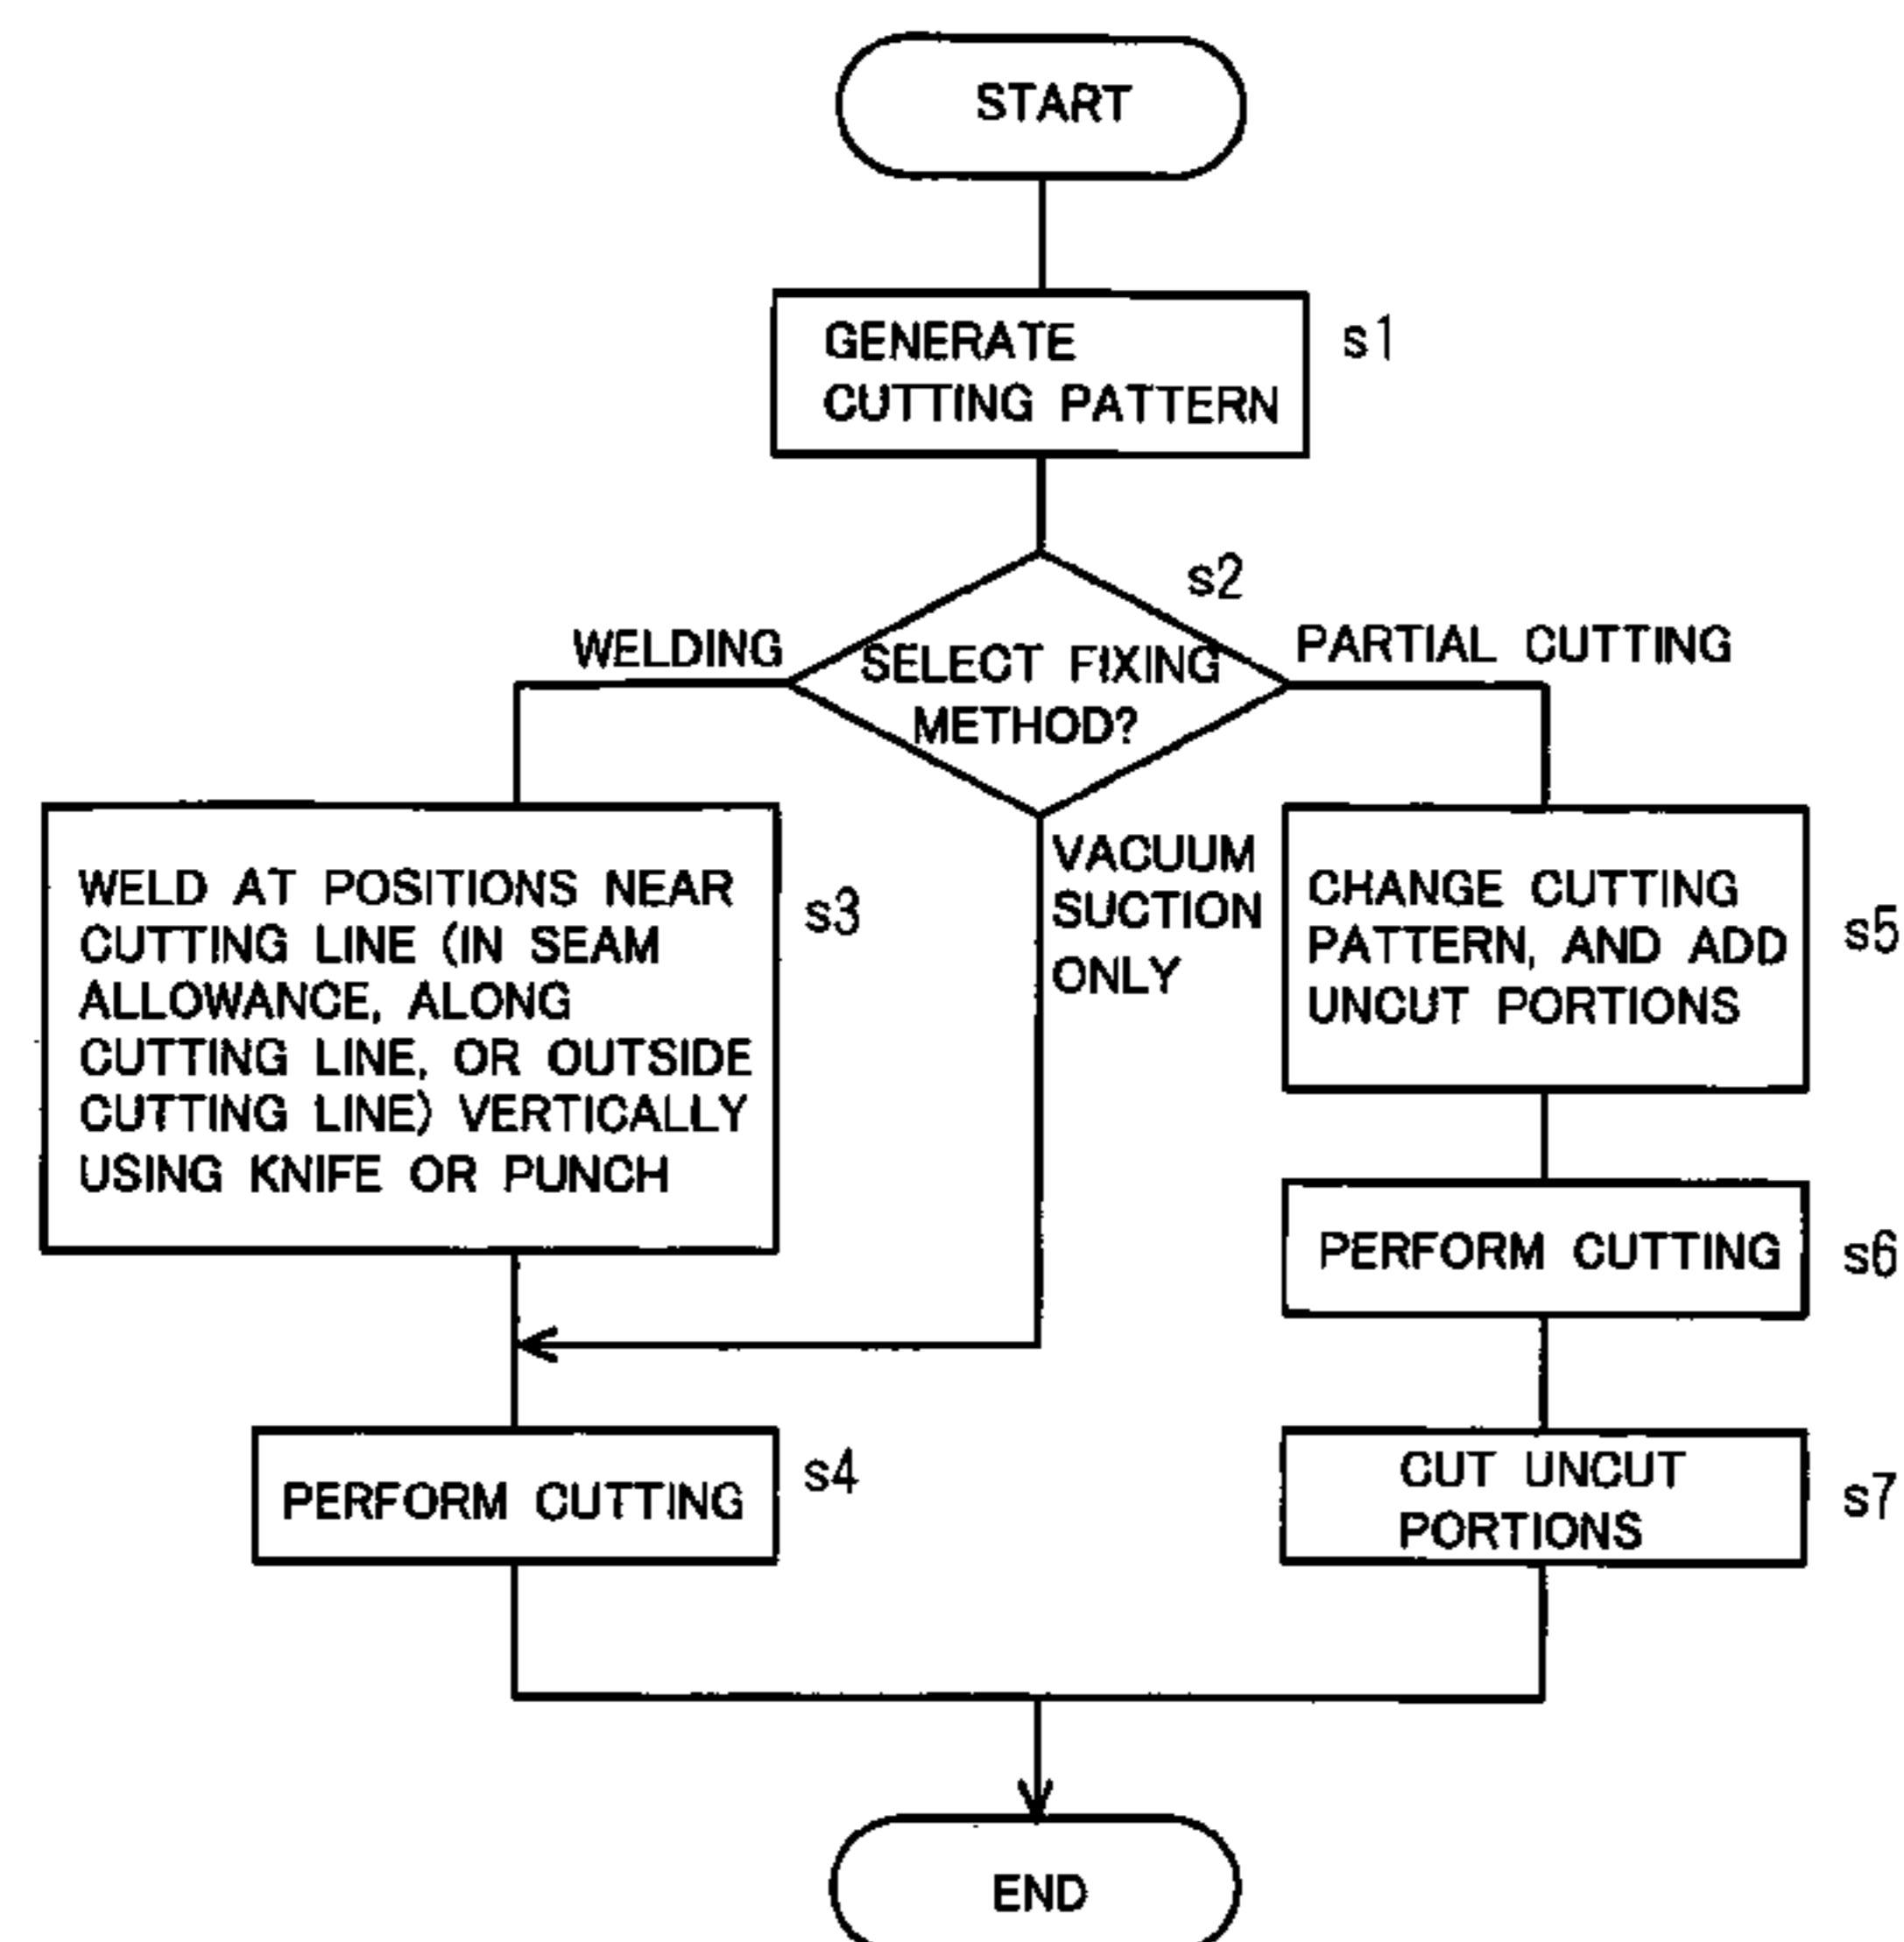 START
GENERATE
CUTTING PATTERN
s1
s2
SELECT FIXING
METHOD?
WELDING
PARTIAL CUTTING
VACUUM
SUCTION
ONLY
WELD AT POSITIONS NEAR
CUTTING LINE (IN SEAM
ALLOWANCE, ALONG
CUTTING LINE, OR OUTSIDE
CUTTING LINE) VERTICALLY
USING KNIFE OR PUNCH
s3
CHANGE CUTTING
PATTERN, AND ADD
UNCUT PORTIONS
s5
PERFORM CUTTING
s6
PERFORM CUTTING
s4
CUT UNCUT
PORTIONS
s7
END